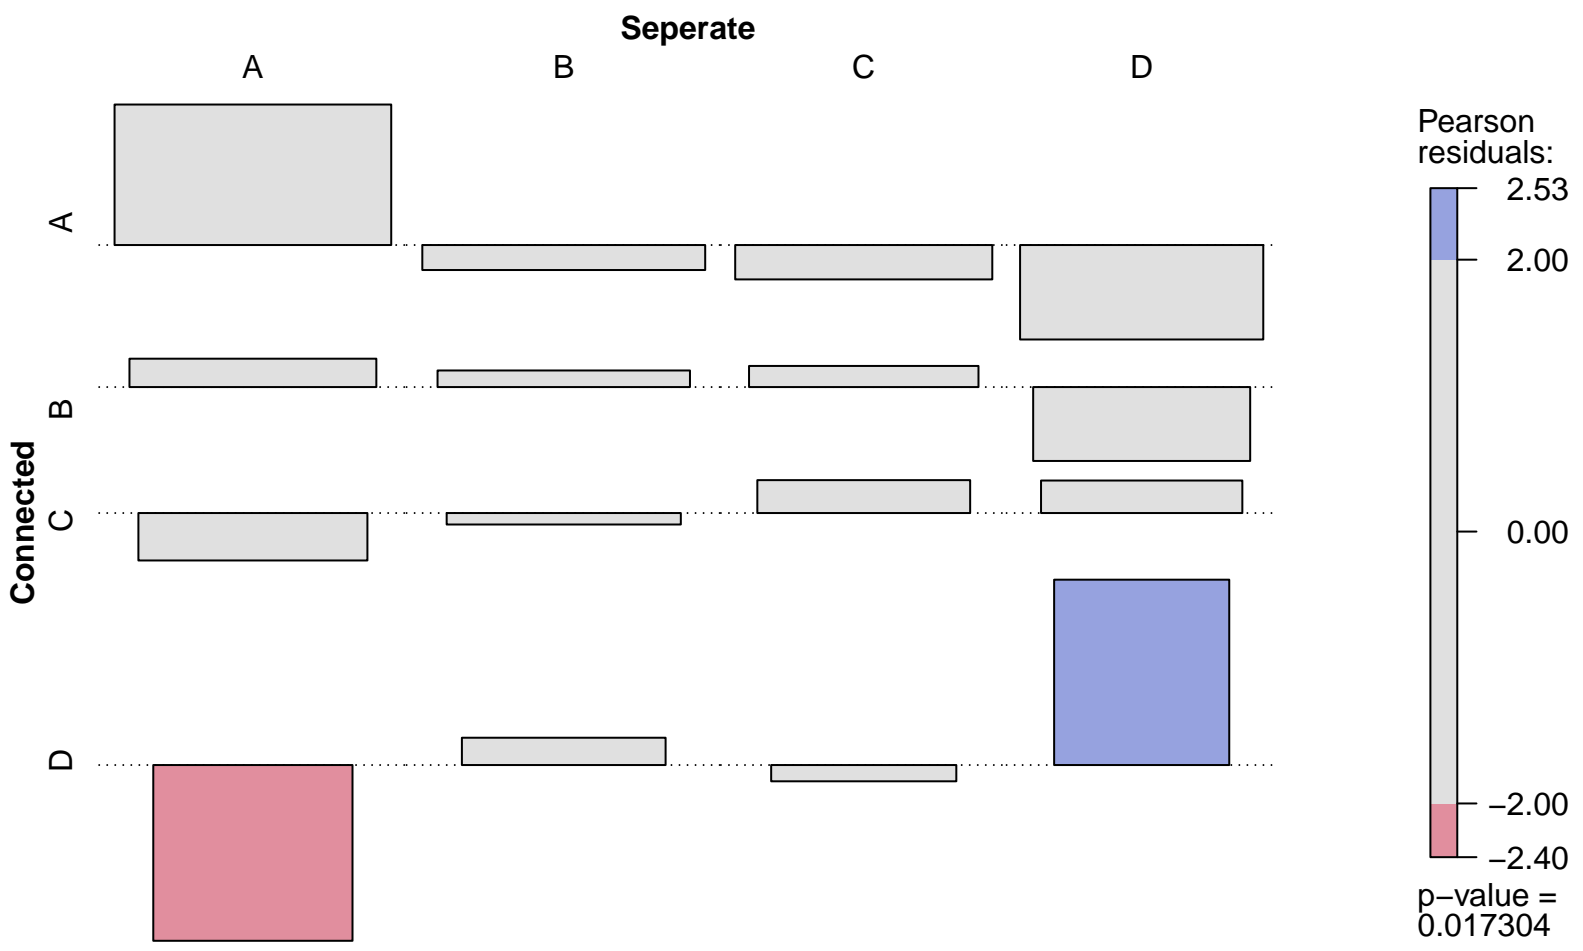 Seperate
A B C D
Connected
A
B
C
D
Pearson
residuals:
2.53
2.00
0.00
−2.00
−2.40
p−value =
0.017304